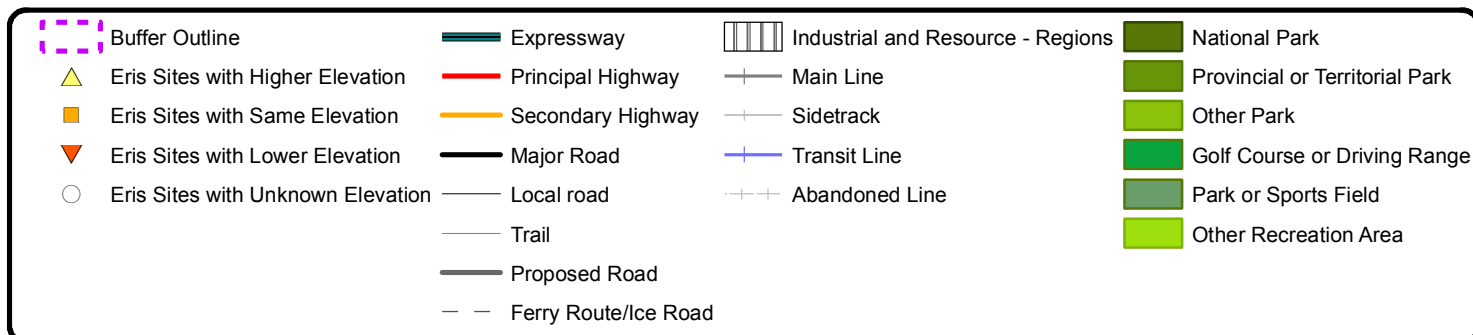 Buffer Outline
Eris Sites with Higher Elevation
Eris Sites with Same Elevation
Eris Sites with Lower Elevation
Eris Sites with Unknown Elevation
Expressway
Principal Highway
Secondary Highway
Major Road
Local road
Trail
Proposed Road
Ferry Route/Ice Road
Industrial and Resource - Regions
Main Line
Sidetrack
Transit Line
Abandoned Line
National Park
Provincial or Territorial Park
Other Park
Golf Course or Driving Range
Park or Sports Field
Other Recreation Area